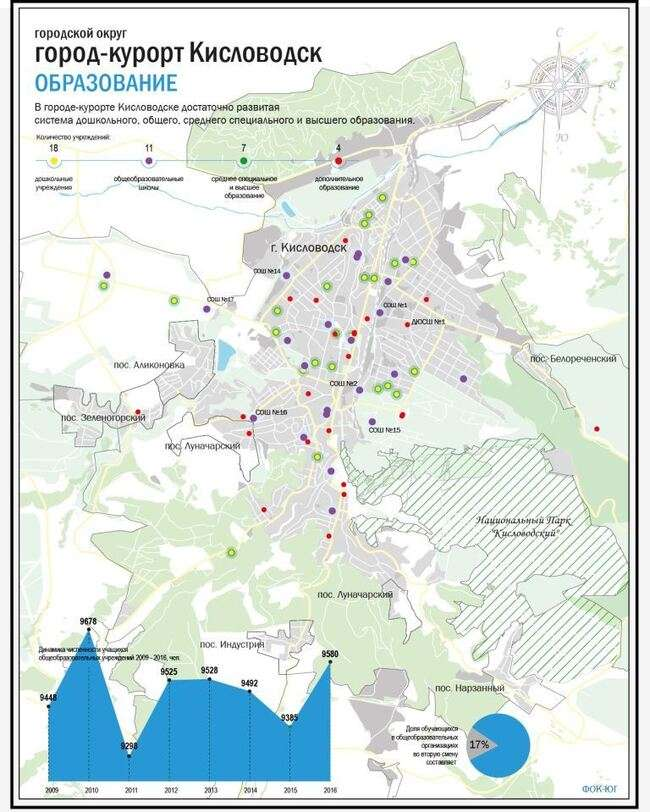 городской округ
город-курорт Кисловодск
ОБРАЗОВАНИЕ
В городе-курорте Кисловодске достаточно развитая
система дошкольного, общего, среднего специального и высшего образования.
Количество учреждений:
18 11 7 4
дошкольные
учреждения
общеобразовательные
школы
среднее специальное
и высшее
образование
дополнительное
образование
С
З
В
Ю
г. Кисловодск
СОШ №14
СОШ №17
СОШ №1
ДЮСШ №1
пос. Белореченский
пос. Аликоновка
СОШ №2
пос. Зеленогорский
СОШ №16
СОШ №15
пос. Луначарский
Национальный Парк
"Кисловодский"
пос. Луначарский
пос. Индустрия
пос. Нарзанный
Динамика численности учащихся
общеобразовательных учреждений 2009 - 2016, чел.
9448
9678
9298
9525
9528
9492
9385
9580
2009 2010 2011 2012 2013 2014 2015 2016
Доля обучающихся
в общеобразовательных
организациях
во вторую смену
составляет
17%
ФОК-ЮГ